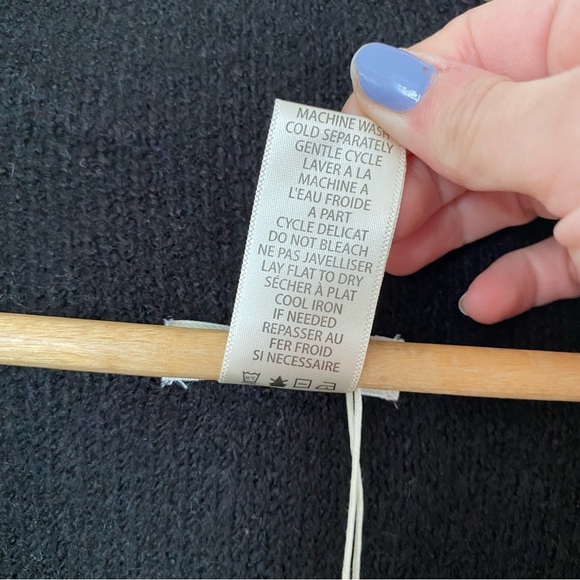 MACHINE WASH
COLD SEPARATELY
GENTLE CYCLE
LAVER A LA
MACHINE A
L'EAU FROIDE
A PART
CYCLE DELICAT
DO NOT BLEACH
NE PAS JAVELLISER
LAY FLAT TO DRY
SÉCHER À PLAT
COOL IRON
IF NEEDED
REPASSER AU
FER FROID
SI NECESSAIRE